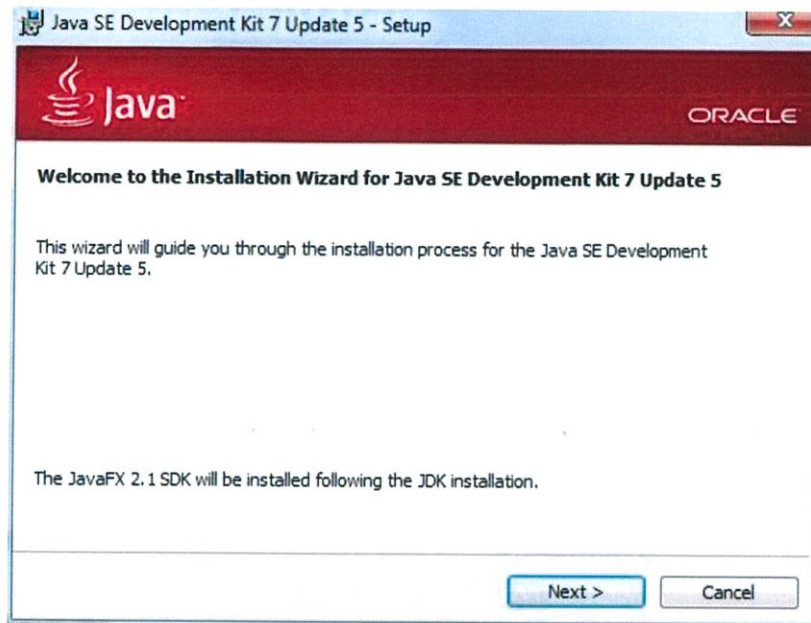 Java SE Development Kit 7 Update 5 - Setup
Java
ORACLE
Welcome to the Installation Wizard for Java SE Development Kit 7 Update 5
This wizard will guide you through the installation process for the Java SE Development
Kit 7 Update 5.
The JavaFX 2.1 SDK will be installed following the JDK installation.
Next >
Cancel